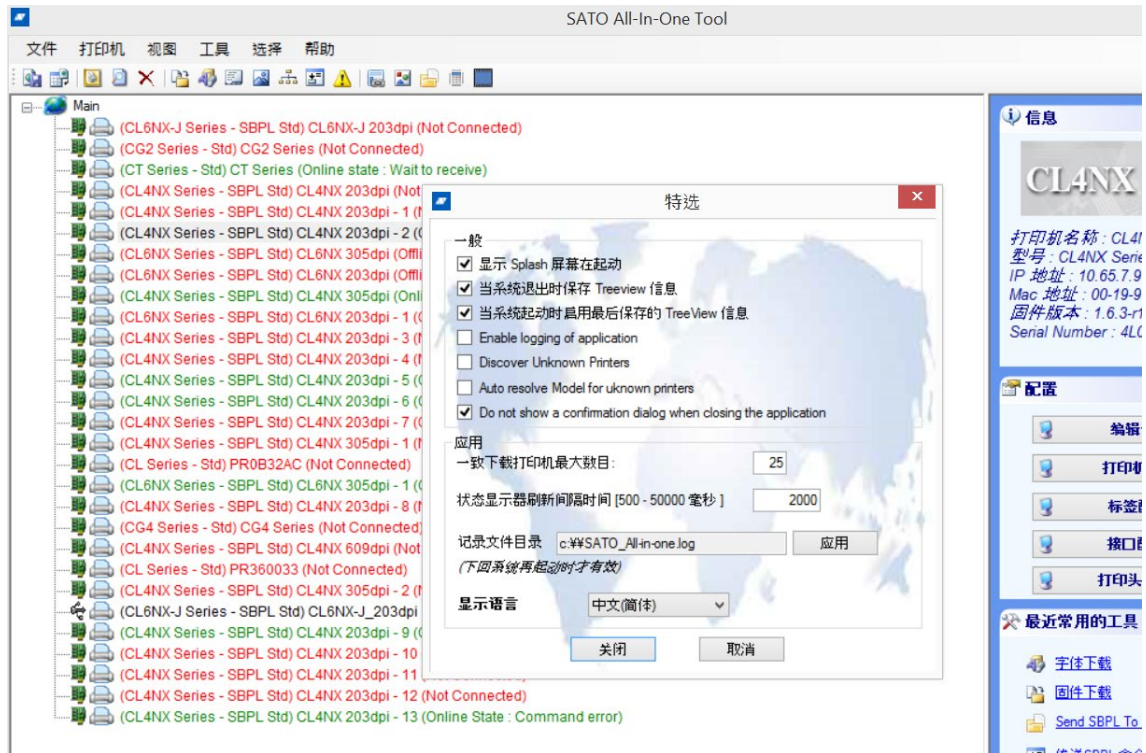 SATO All-In-One Tool
文件 打印机 视图 工具 选择 帮助
Main
(CL6NX-J Series - SBPL Std) CL6NX-J 203dpi (Not Connected)
(CG2 Series - Std) CG2 Series (Not Connected)
(CT Series - Std) CT Series (Online state : Wait to receive)
(CL4NX Series - SBPL Std) CL4NX 203dpi (Not
(CL4NX Series - SBPL Std) CL4NX 203dpi - 1 (
(CL4NX Series - SBPL Std) CL4NX 203dpi - 2 (
(CL6NX Series - SBPL Std) CL6NX 305dpi (Offli
(CL6NX Series - SBPL Std) CL6NX 203dpi (Offli
(CL4NX Series - SBPL Std) CL4NX 305dpi (Onli
(CL6NX Series - SBPL Std) CL6NX 203dpi - 1 (
(CL4NX Series - SBPL Std) CL4NX 203dpi - 3 (
(CL4NX Series - SBPL Std) CL4NX 203dpi - 4 (
(CL4NX Series - SBPL Std) CL4NX 203dpi - 5 (
(CL4NX Series - SBPL Std) CL4NX 203dpi - 6 (
(CL4NX Series - SBPL Std) CL4NX 203dpi - 7 (
(CL4NX Series - SBPL Std) CL4NX 305dpi - 1 (
(CL Series - Std) PR0B32AC (Not Connected)
(CL6NX Series - SBPL Std) CL6NX 305dpi - 1 (
(CL4NX Series - SBPL Std) CL4NX 203dpi - 8 (
(CG4 Series - Std) CG4 Series (Not Connected)
(CL4NX Series - SBPL Std) CL4NX 609dpi (Not
(CL Series - Std) PR360033 (Not Connected)
(CL4NX Series - SBPL Std) CL4NX 305dpi - 2 (
(CL6NX-J Series - SBPL Std) CL6NX-J_203dpi
(CL4NX Series - SBPL Std) CL4NX 203dpi - 9 (
(CL4NX Series - SBPL Std) CL4NX 203dpi - 10
(CL4NX Series - SBPL Std) CL4NX 203dpi - 11
(CL4NX Series - SBPL Std) CL4NX 203dpi - 12 (Not Connected)
(CL4NX Series - SBPL Std) CL4NX 203dpi - 13 (Online State : Command error)
特选
一般
显示 Splash 屏幕在起动
当系统退出时保存 Treeview 信息
当系统起动时启用最后保存的 TreeView 信息
Enable logging of application
Discover Unknown Printers
Auto resolve Model for uknown printers
Do not show a confirmation dialog when closing the application
应用
一致下载打印机最大数目: 25
状态显示器刷新间隔时间 [500 - 50000 毫秒 ] 2000
记录文件目录 c:¥¥SATO_All-in-one.log 应用
(下回系统再起动时才有效)
显示语言 中文(简体)
关闭 取消
信息
CL4NX
打印机名称 : CL4N
型号 : CL4NX Serie
IP 地址 : 10.65.7.9
Mac 地址 : 00-19-9
固件版本 : 1.6.3-r1
Serial Number : 4L0
配置
编辑
打印机
标签
接口
打印头
最近常用的工具
字体下载
固件下载
Send SBPL To